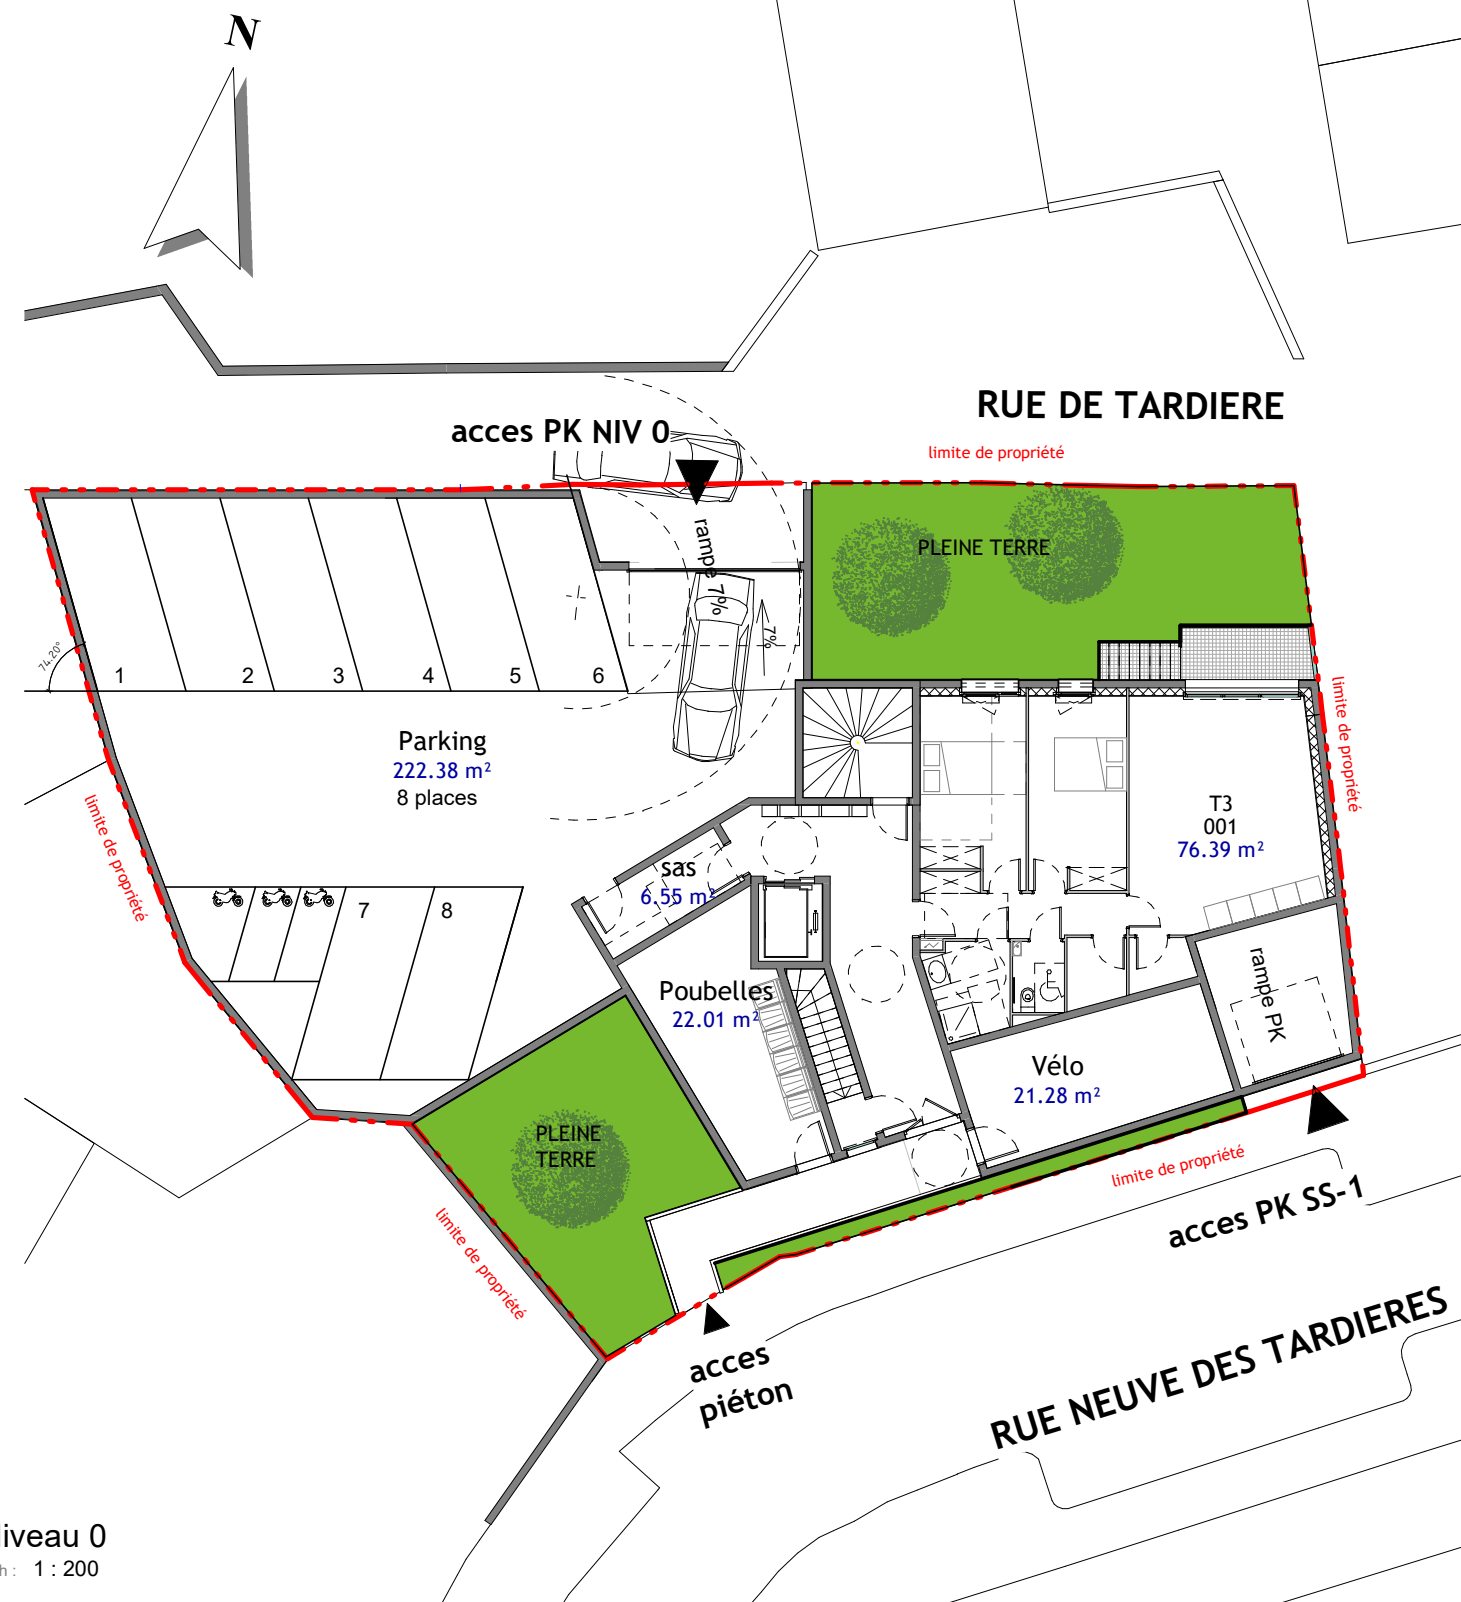 N
RUE DE TARDIERE
acces PK NIV 0
limite de propriété
rampe 7%
7%
PLEINE TERRE
74.20°
1
2
3
4
5
6
Parking
222.38 m²
8 places
limite de propriété
limite de propriété
T3
001
76.39 m²
sas
6.55 m²
7
8
rampe PK
Poubelles
22.01 m²
Vélo
21.28 m²
PLEINE
TERRE
limite de propriété
limite de propriété
acces PK SS-1
acces
piéton
RUE NEUVE DES TARDIERES
iveau 0
h : 1 : 200